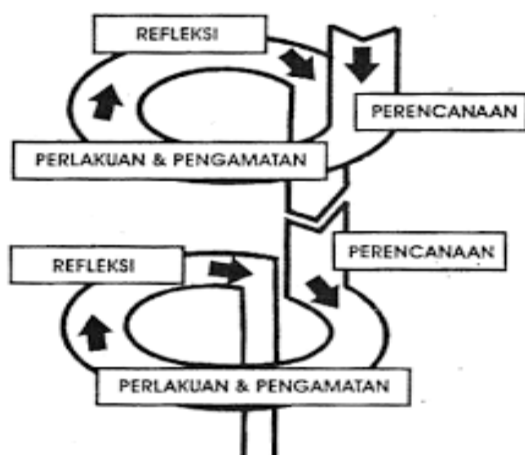 REFLEKSI
PERENCANAAN
PERLAKUAN & PENGAMATAN
PERENCANAAN
REFLEKSI
PERLAKUAN & PENGAMATAN